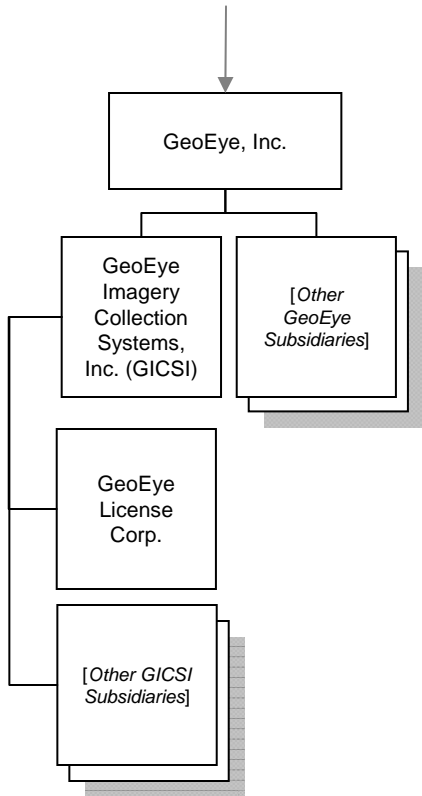 GeoEye, Inc.
GeoEye
Imagery
Collection
Systems,
Inc. (GICSI)
[Other
GeoEye
Subsidiaries]
GeoEye
License
Corp.
[Other GICSI
Subsidiaries]